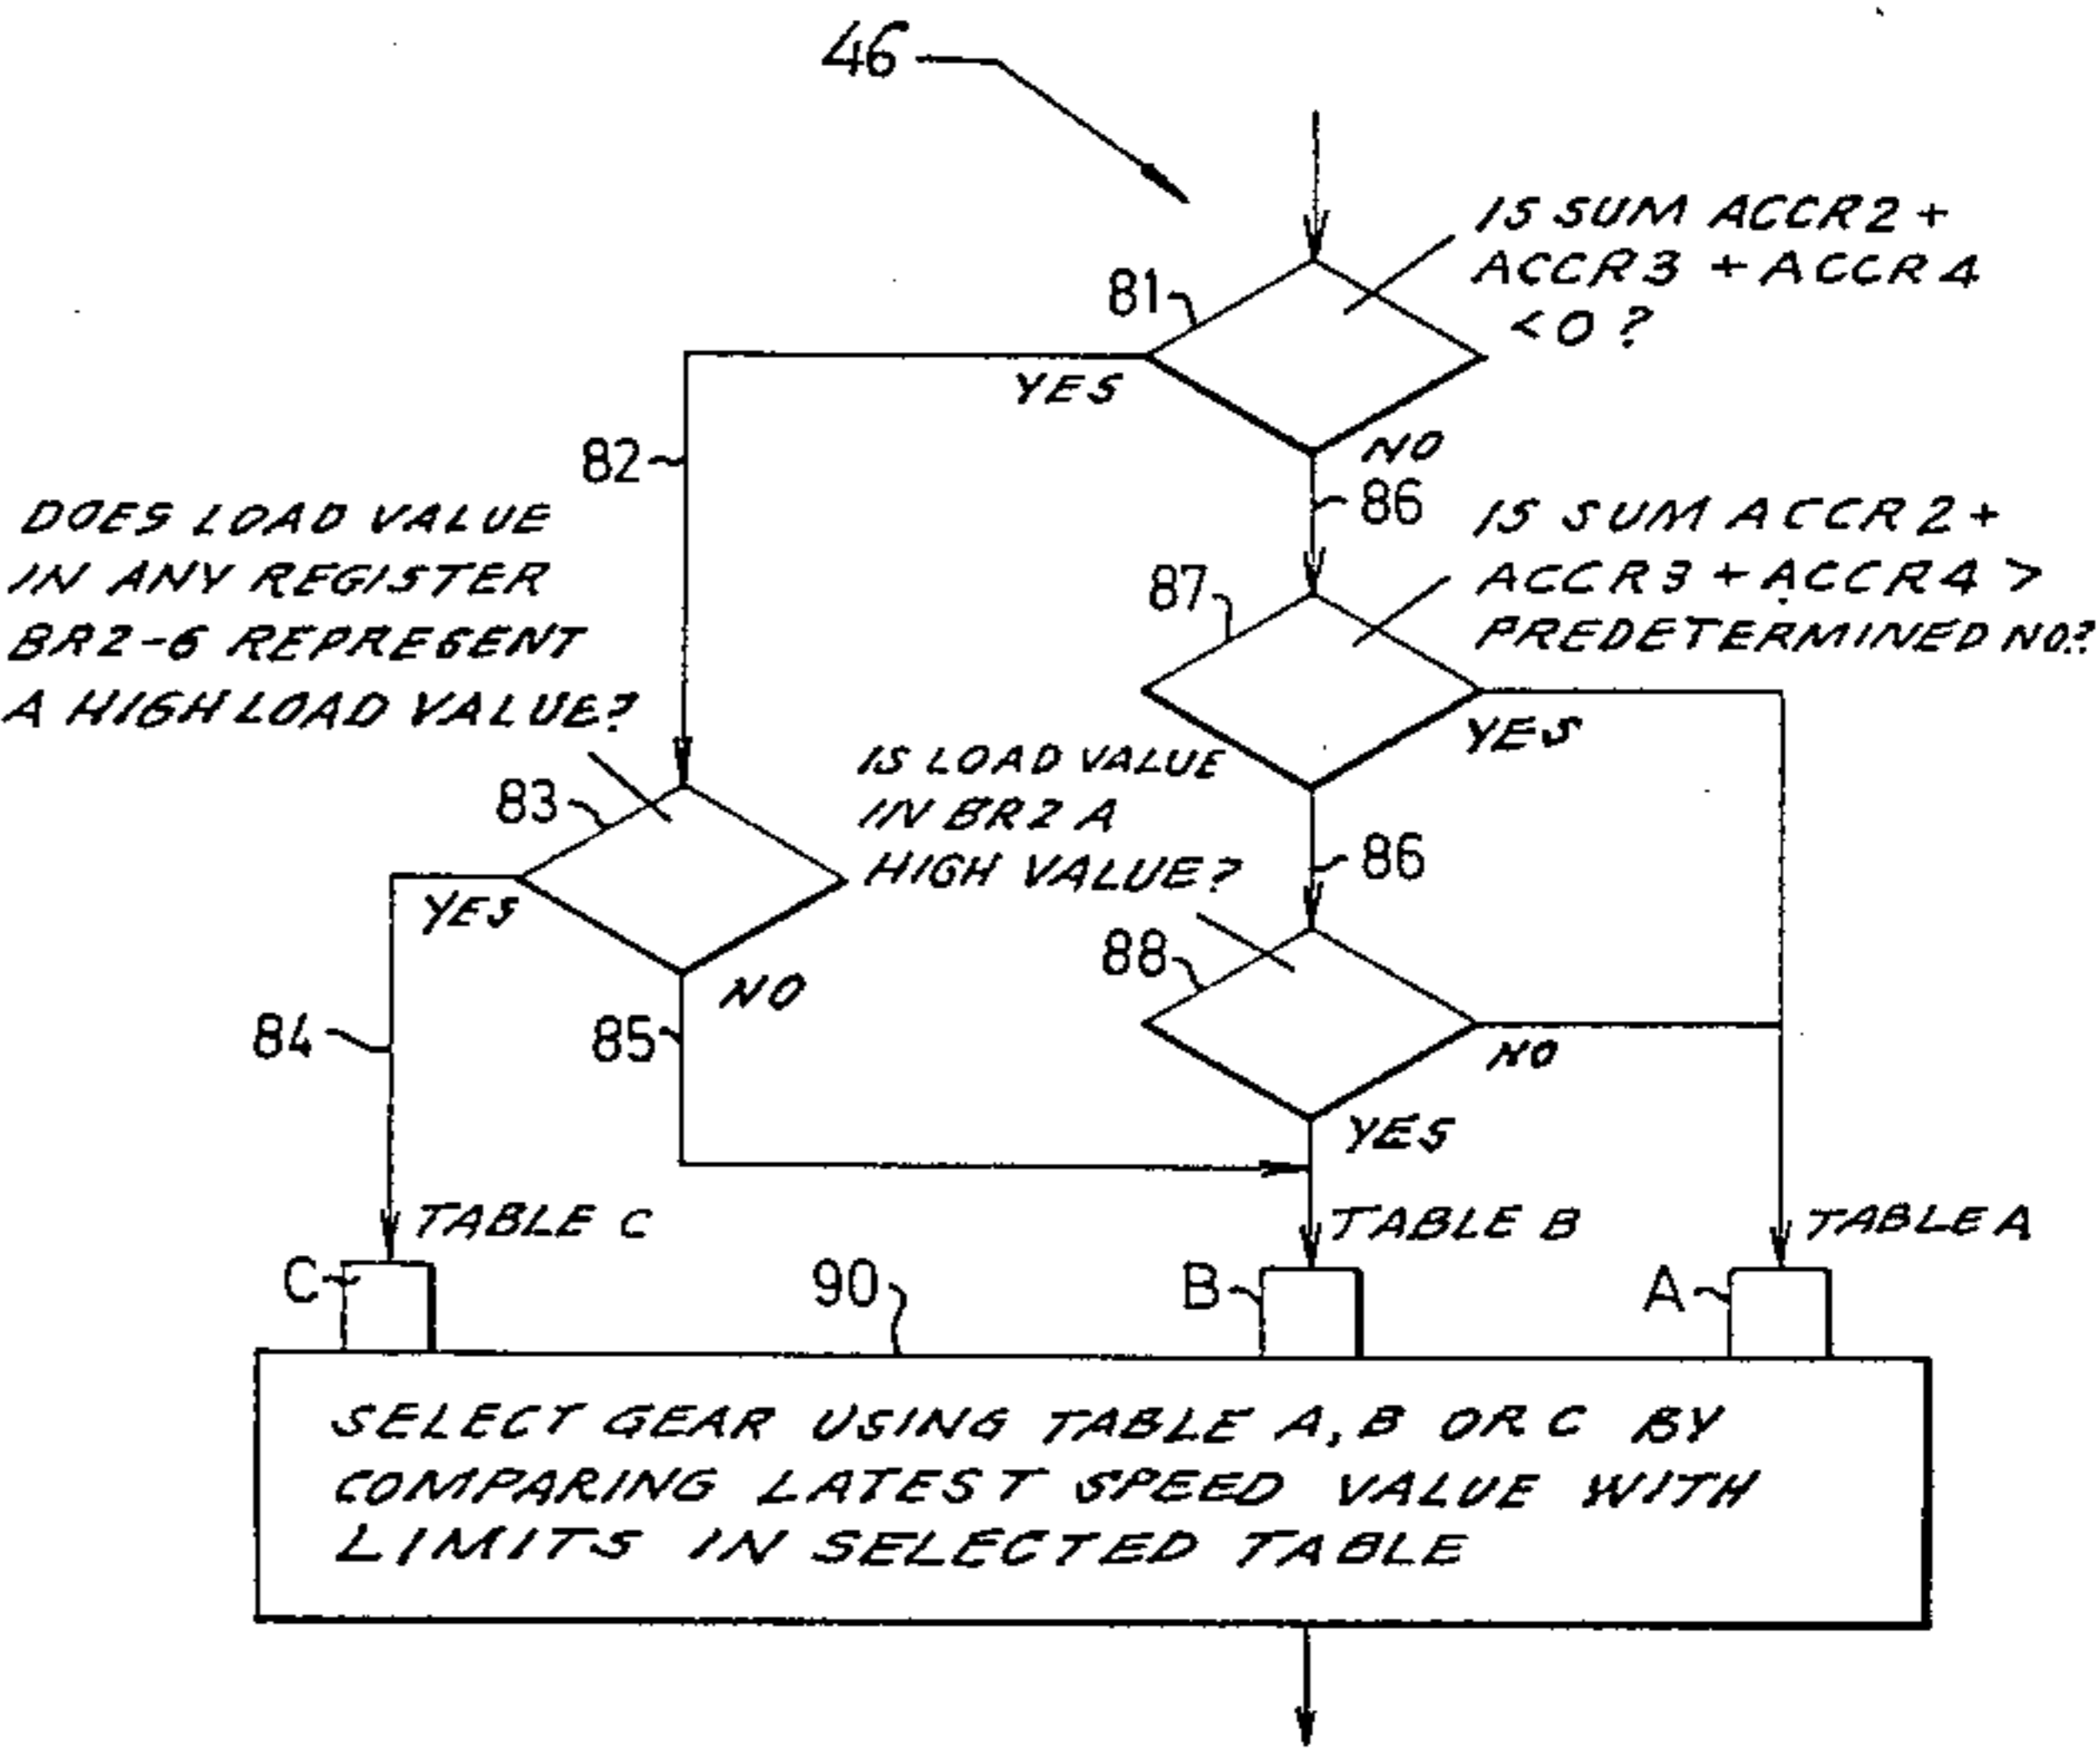 46
IS SUM ACCR2 +
ACCR3 + ACCR4
< 0 ?
81
YES
NO
82
86
DOES LOAD VALUE
IN ANY REGISTER
BR2-6 REPRESENT
A HIGH LOAD VALUE?
IS SUM ACCR2 +
ACCR3 + ACCR4 >
PREDETERMINED NO?
87
YES
83
YES
NO
IS LOAD VALUE
IN BR2 A
HIGH VALUE?
86
88
NO
YES
84
85
TABLE C
TABLE B
TABLE A
C
90
B
A
SELECT GEAR USING TABLE A, B OR C BY
COMPARING LATEST SPEED VALUE WITH
LIMITS IN SELECTED TABLE